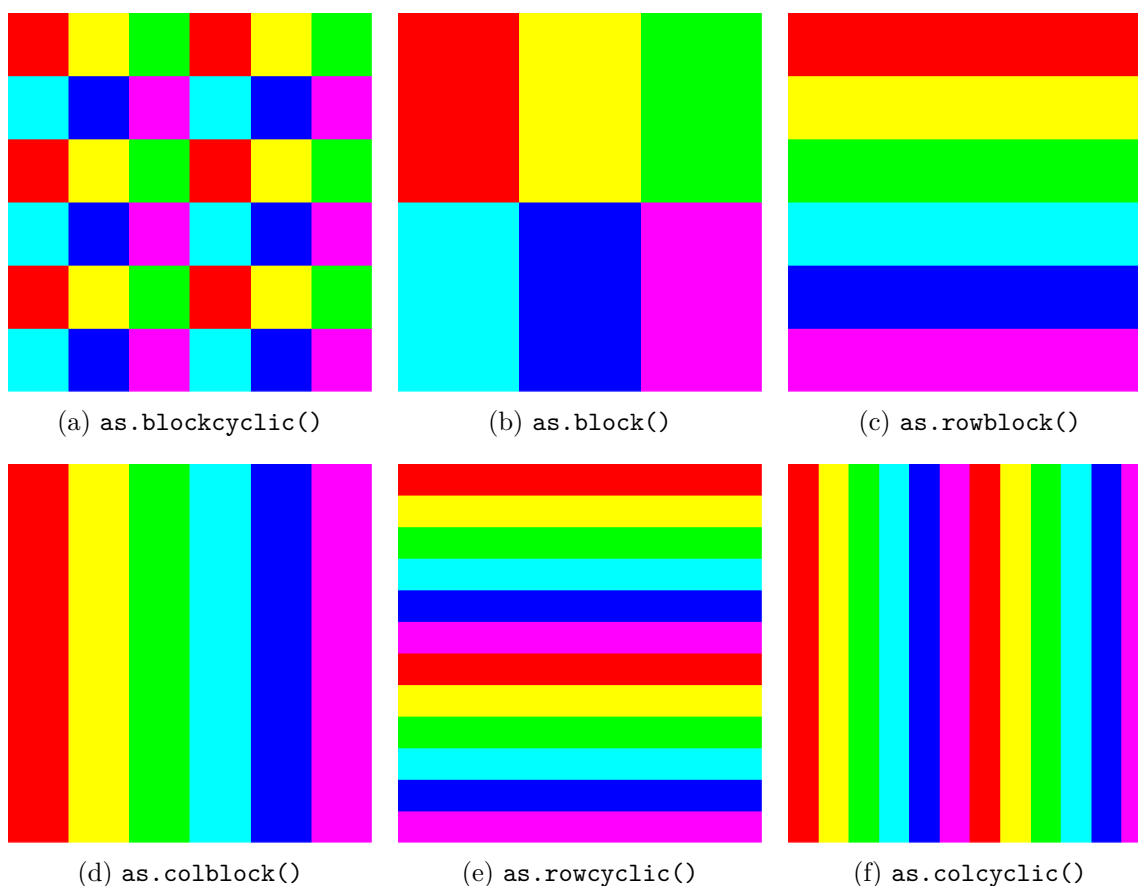 (a) as.blockcyclic()
(b) as.block()
(c) as.rowblock()
(d) as.colblock()
(e) as.rowcyclic()
(f) as.colcyclic()